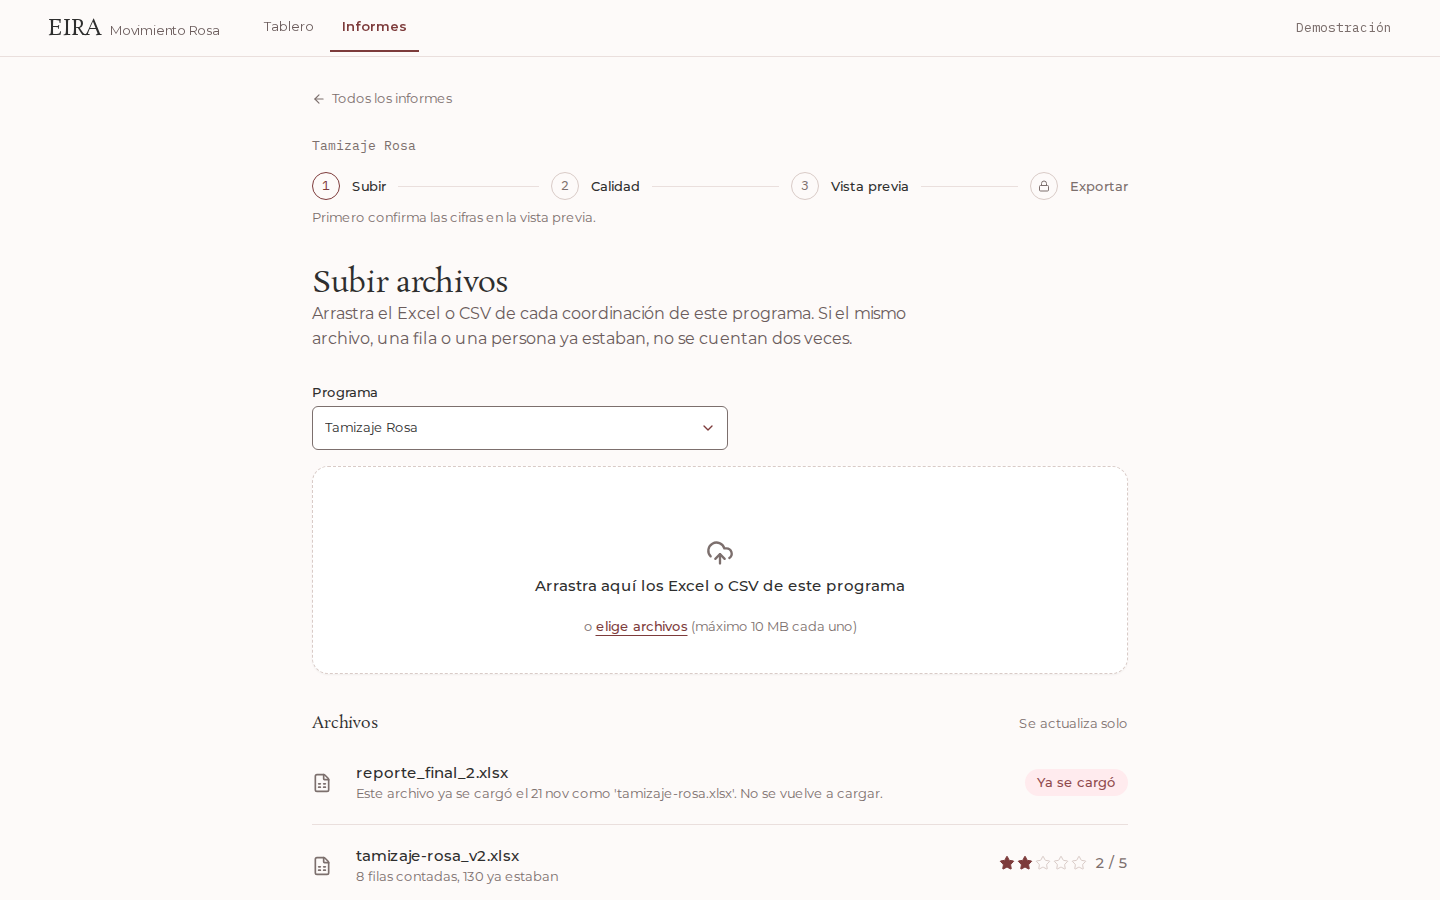 EIRA Movimiento Rosa
Tablero
Informes
Demostración
Todos los informes
Tamizaje Rosa
1 Subir
2 Calidad
3 Vista previa
Exportar
Primero confirma las cifras en la vista previa.
Subir archivos
Arrastra el Excel o CSV de cada coordinación de este programa. Si el mismo
archivo, una fila o una persona ya estaban, no se cuentan dos veces.
Programa
Tamizaje Rosa
Arrastra aquí los Excel o CSV de este programa
o elige archivos (máximo 10 MB cada uno)
Archivos
Se actualiza solo
reporte_final_2.xlsx
Este archivo ya se cargó el 21 nov como 'tamizaje-rosa.xlsx'. No se vuelve a cargar.
Ya se cargó
tamizaje-rosa_v2.xlsx
8 filas contadas, 130 ya estaban
2 / 5